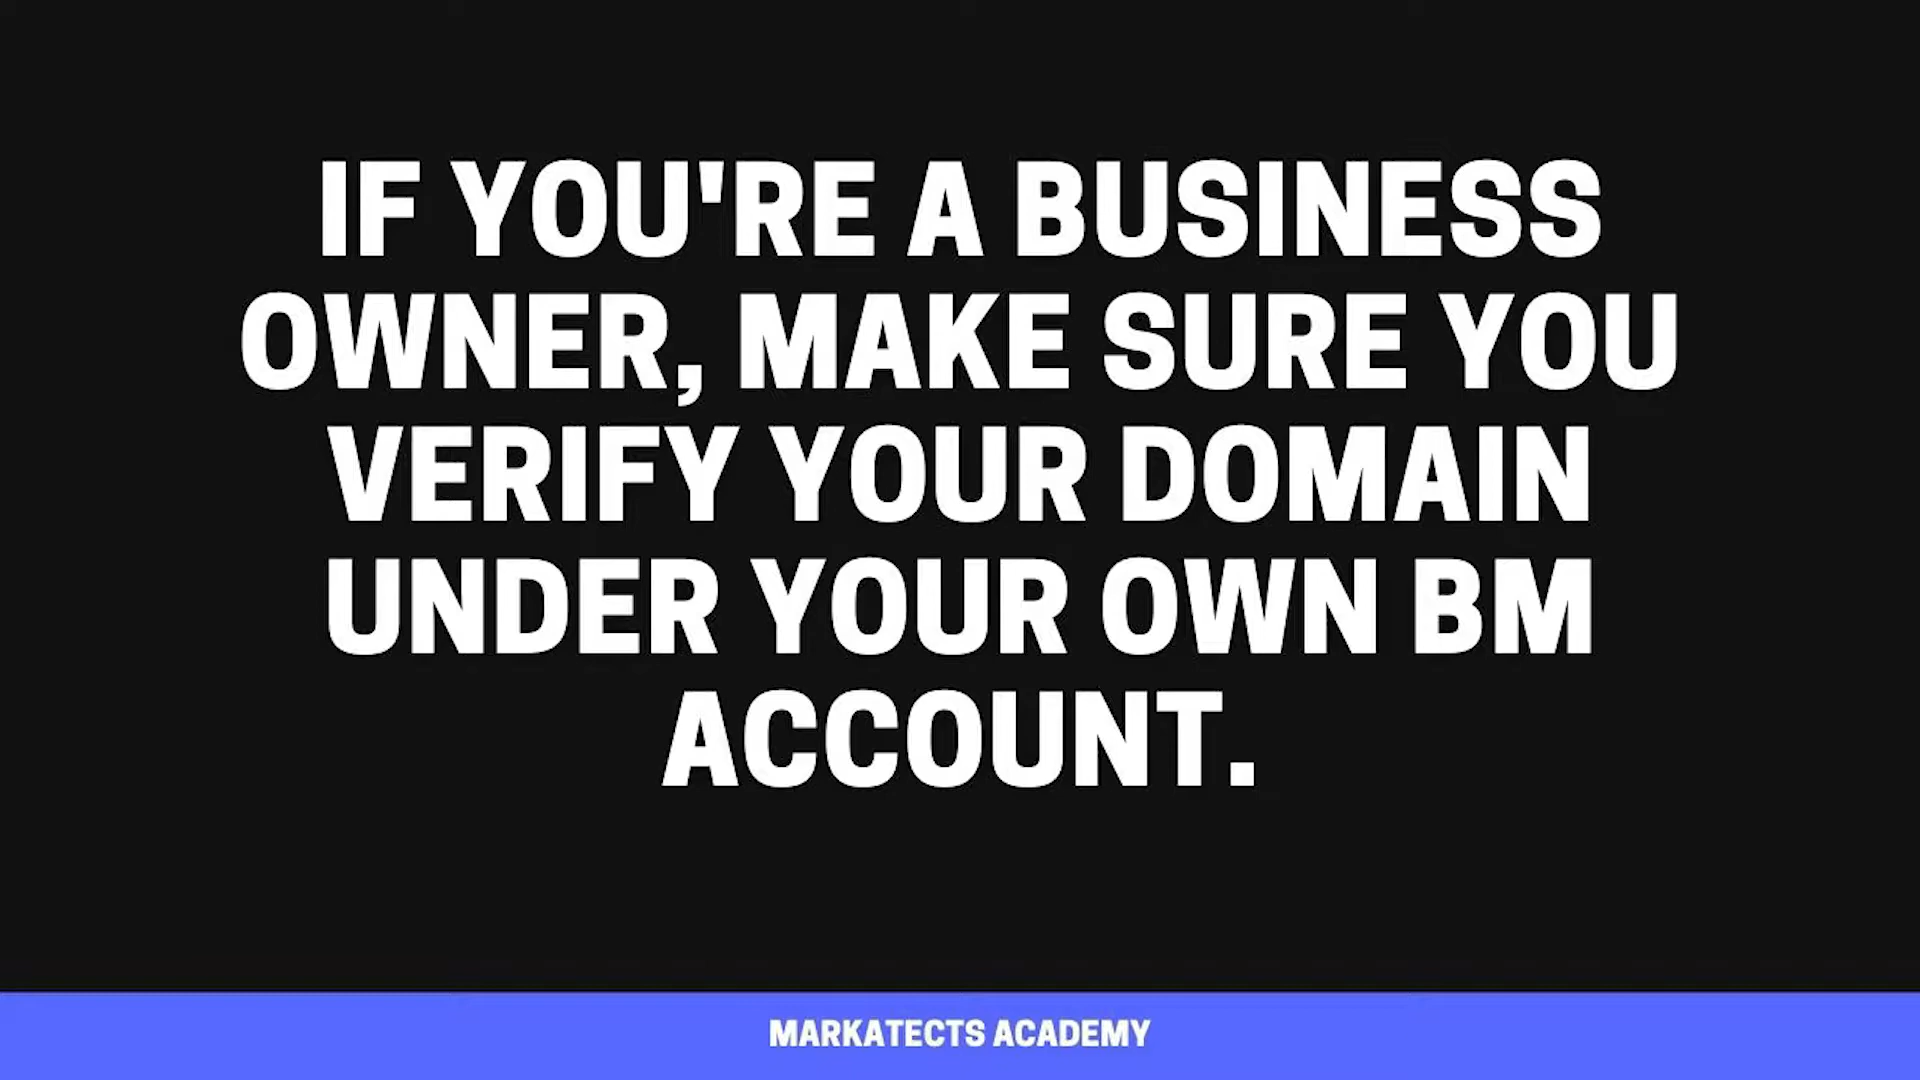 IF YOU'RE A BUSINESS
OWNER, MAKE SURE YOU
VERIFY YOUR DOMAIN
UNDER YOUR OWN BM
ACCOUNT.
MARKATECTS ACADEMY